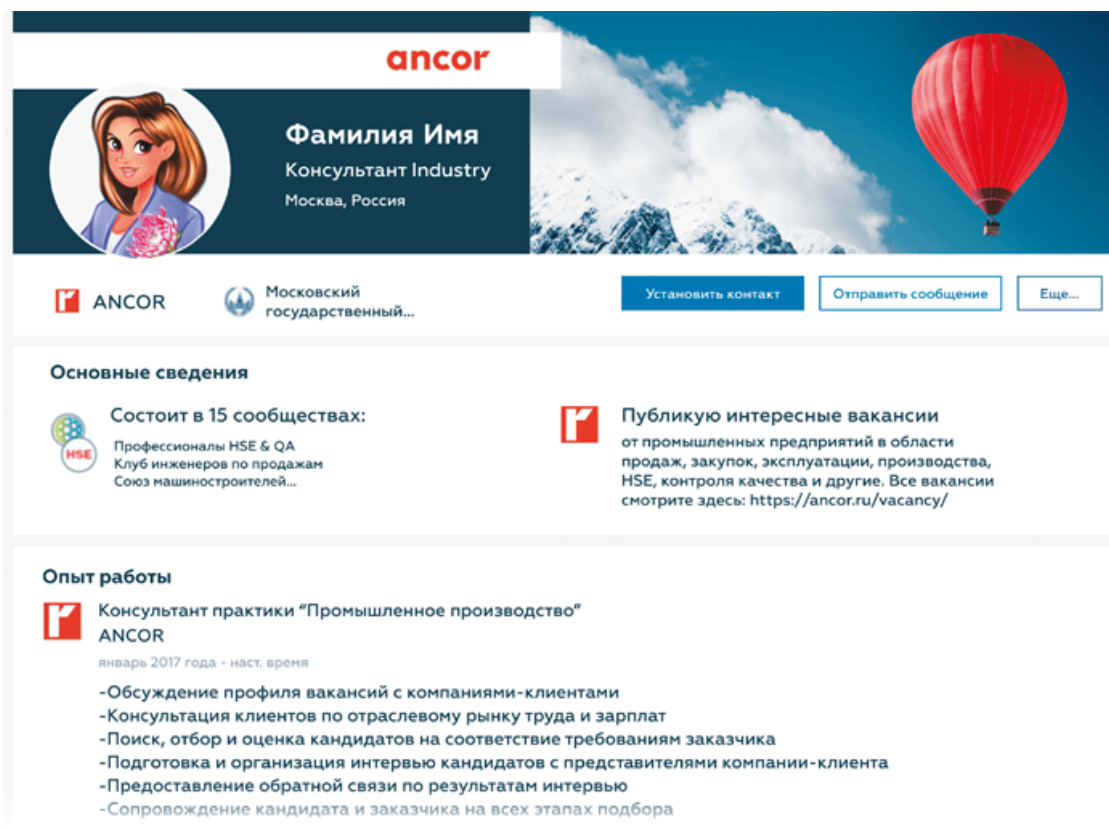 ancor
Фамилия Имя
Консультант Industry
Москва, Россия
ANCOR
Московский
государственный...
Установить контакт
Отправить сообщение
Еще...
Основные сведения
Состоит в 15 сообществах:
HSE
Профессионалы HSE & QA
Клуб инженеров по продажам
Союз машиностроителей...
Публикую интересные вакансии
от промышленных предприятий в области
продаж, закупок, эксплуатации, производства,
HSE, контроля качества и другие. Все вакансии
смотрите здесь: https://ancor.ru/vacancy/
Опыт работы
Консультант практики “Промышленное производство”
ANCOR
январь 2017 года - наст. время
-Обсуждение профиля вакансий с компаниями-клиентами
-Консультация клиентов по отраслевому рынку труда и зарплат
-Поиск, отбор и оценка кандидатов на соответствие требованиям заказчика
-Подготовка и организация интервью кандидатов с представителями компании-клиента
-Предоставление обратной связи по результатам интервью
-Сопровождение кандидата и заказчика на всех этапах подбора